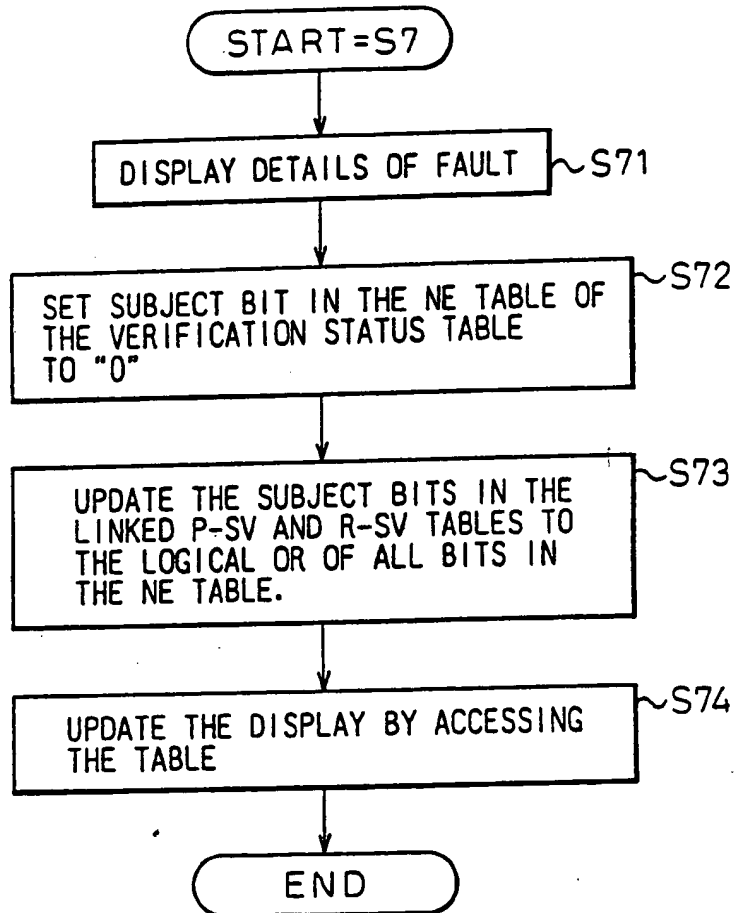 START=S7
DISPLAY DETAILS OF FAULT
S71
SET SUBJECT BIT IN THE NE TABLE OF
THE VERIFICATION STATUS TABLE
TO "0"
S72
UPDATE THE SUBJECT BITS IN THE
LINKED P-SV AND R-SV TABLES TO
THE LOGICAL OR OF ALL BITS IN
THE NE TABLE.
S73
UPDATE THE DISPLAY BY ACCESSING
THE TABLE
S74
END